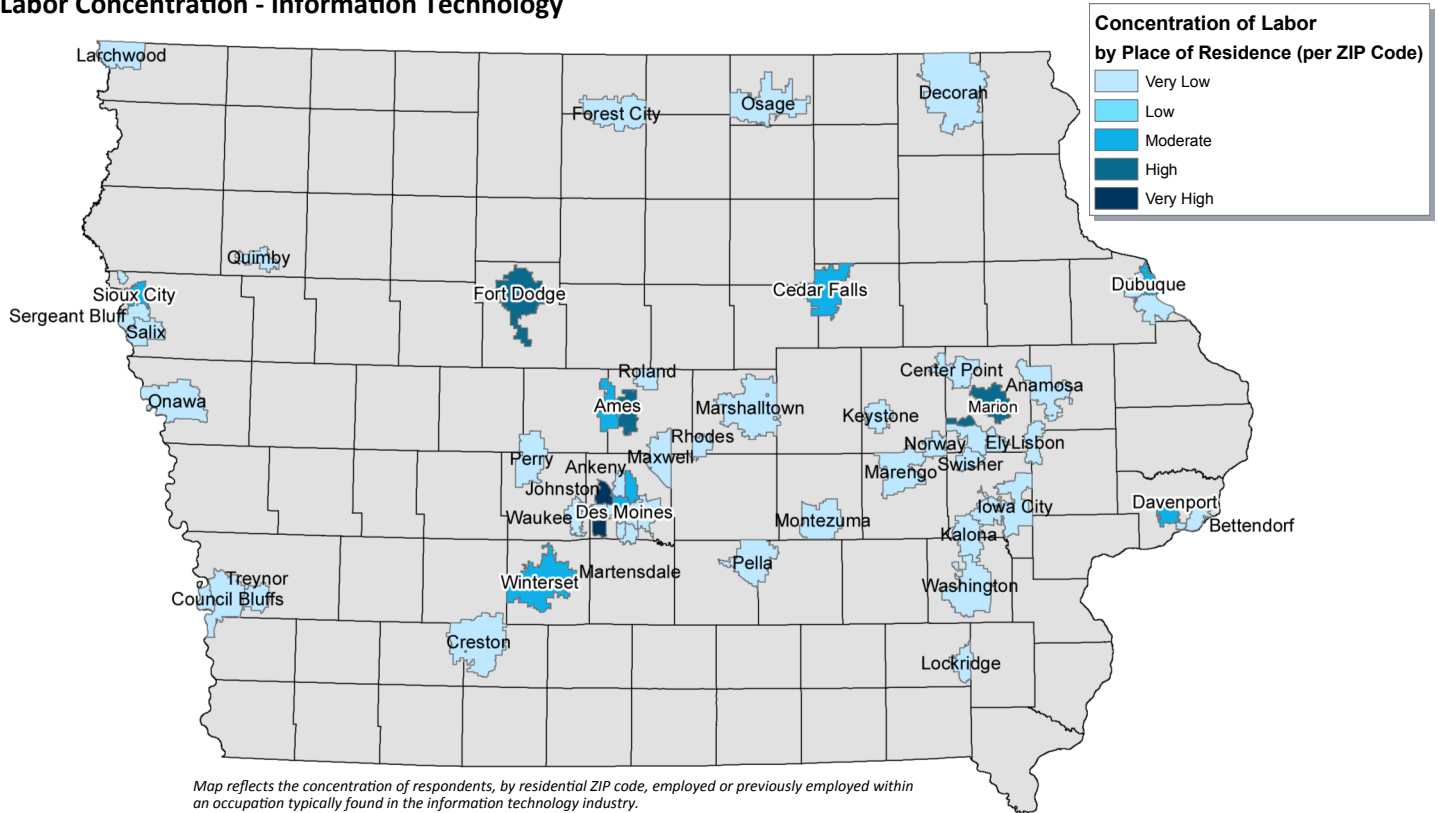 Labor Concentration - Information Technology
Concentration of Labor
by Place of Residence (per ZIP Code)
Very Low
Low
Moderate
High
Very High
Larchwood
Forest City
Osage
Decorah
Quimby
Sioux City
Sergeant Bluff
Salix
Fort Dodge
Cedar Falls
Dubuque
Onawa
Roland
Ames
Marshalltown
Rhodes
Maxwell
Center Point
Anamosa
Marion
Keystone
Norway
Ely
Lisbon
Swisher
Marengo
Perry
Ankeny
Johnston
Waukee
Des Moines
Montezuma
Iowa City
Kalona
Davenport
Bettendorf
Treynor
Council Bluffs
Winterset
Martensdale
Pella
Washington
Creston
Lockridge
Map reflects the concentration of respondents, by residential ZIP code, employed or previously employed within
an occupation typically found in the information technology industry.